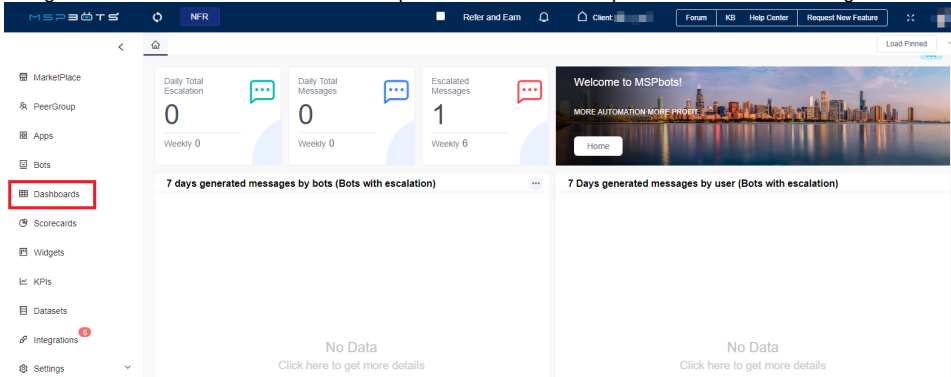 MSPBOTS
NFR
Refer and Earn
Client:
Forum
KB
Help Center
Request New Feature
Load Pinned
MarketPlace
PeerGroup
Apps
Bots
Dashboards
Scorecards
Widgets
KPIs
Datasets
Integrations
6
Settings
Daily Total
Escalation
0
Weekly 0
Daily Total
Messages
0
Weekly 0
Escalated
Messages
1
Weekly 6
Welcome to MSPbots!
MORE AUTOMATION MORE PROFIT
Home
7 days generated messages by bots (Bots with escalation)
No Data
Click here to get more details
7 Days generated messages by user (Bots with escalation)
No Data
Click here to get more details